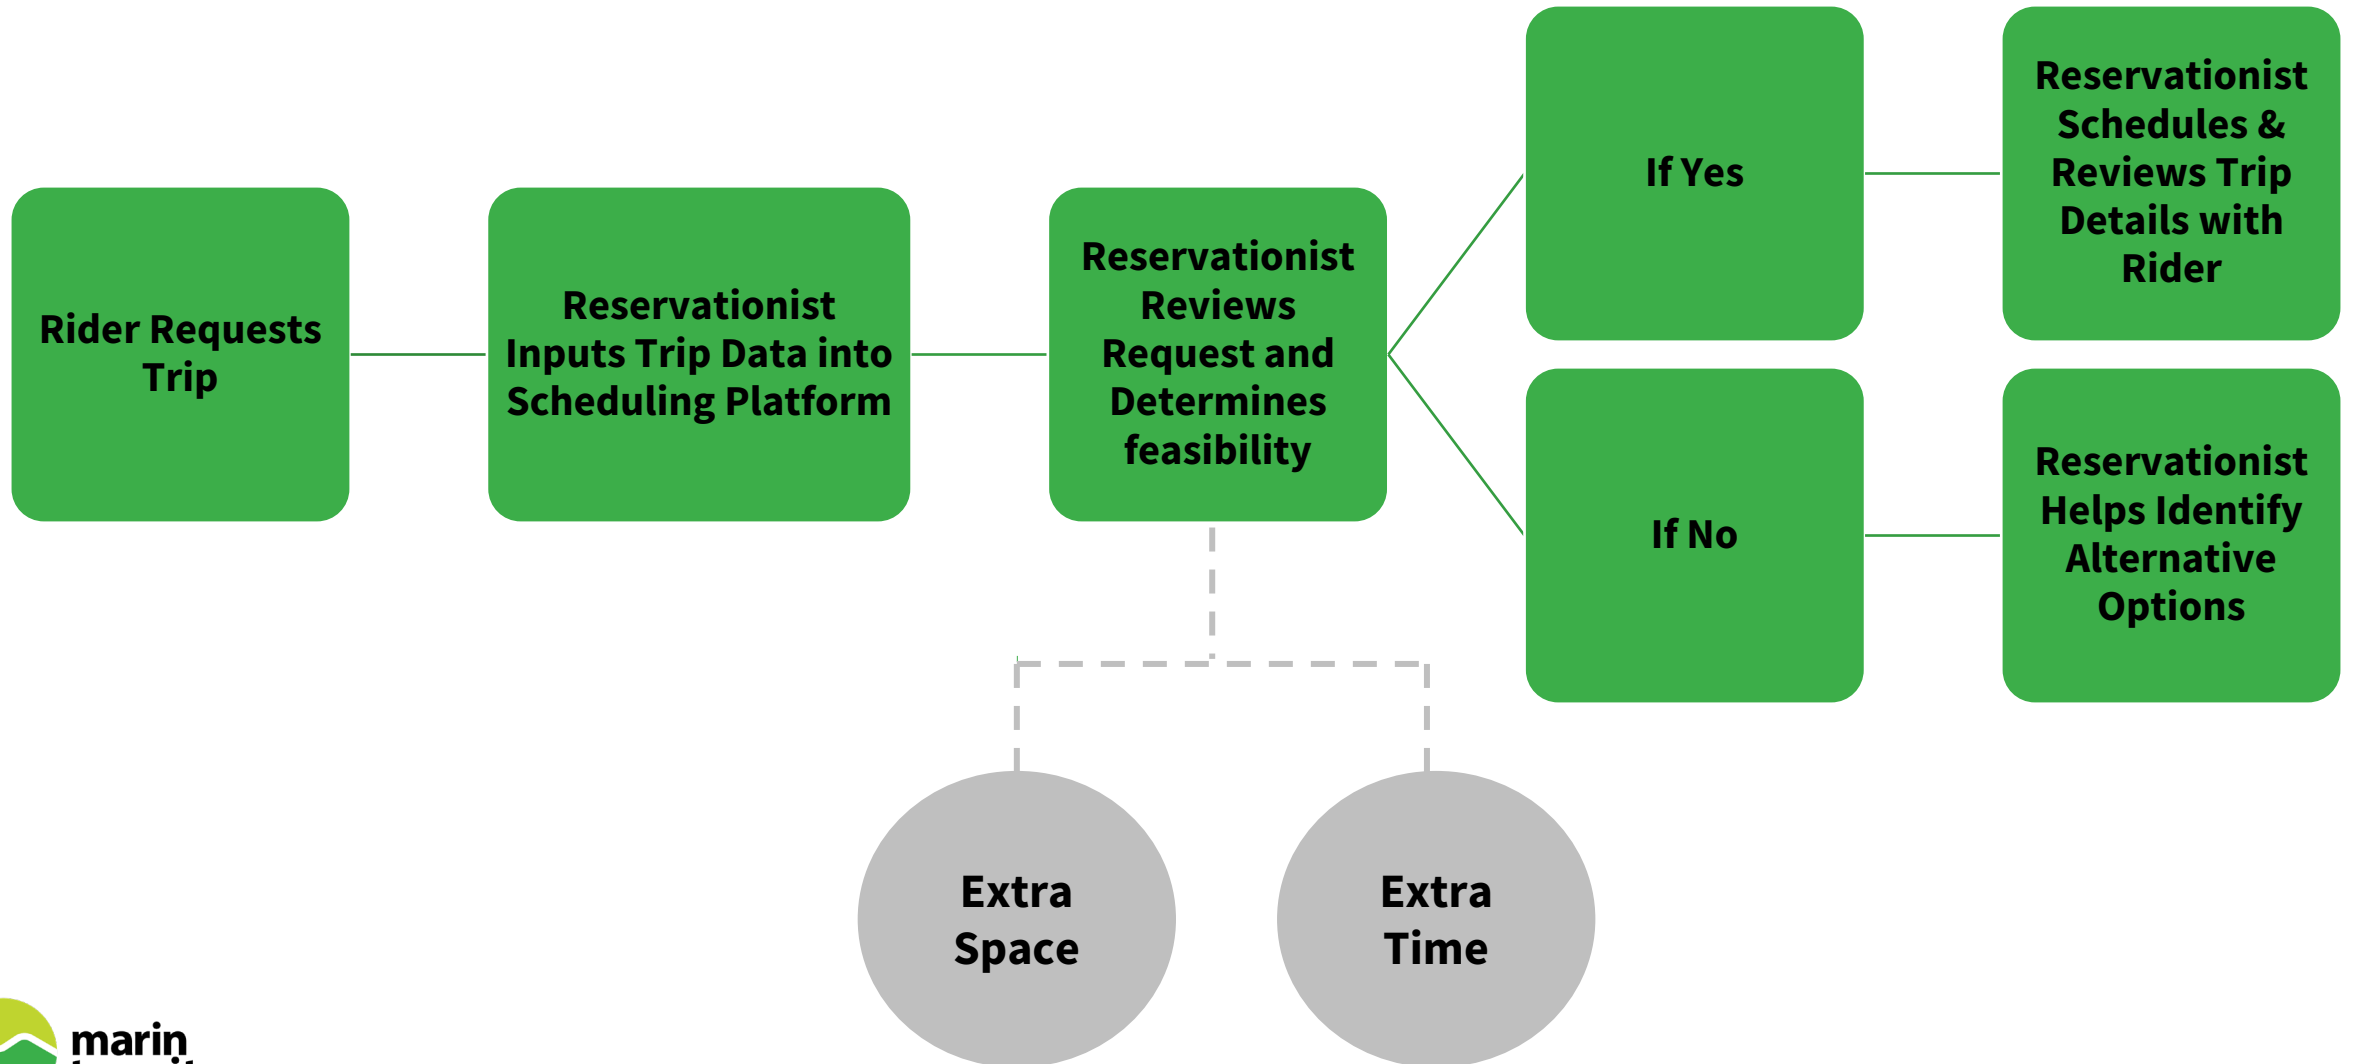 Rider Requests
Trip
Reservationist
Inputs Trip Data into
Scheduling Platform
Reservationist
Reviews
Request and
Determines
feasibility
If Yes
Reservationist
Schedules &
Reviews Trip
Details with
Rider
If No
Reservationist
Helps Identify
Alternative
Options
Extra
Space
Extra
Time
marin